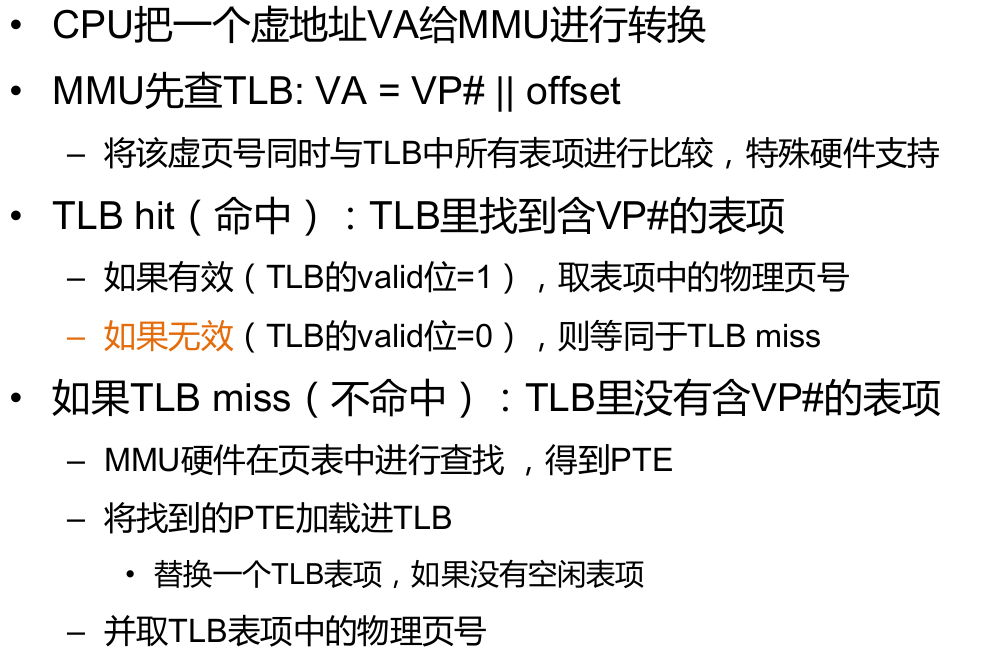 • CPU把一个虚地址VA给MMU进行转换
• MMU先查TLB: VA = VP# || offset
– 将该虚页号同时与TLB中所有表项进行比较，特殊硬件支持
• TLB hit（命中）：TLB里找到含VP#的表项
– 如果有效（TLB的valid位=1），取表项中的物理页号
– 如果无效（TLB的valid位=0），则等同于TLB miss
• 如果TLB miss（不命中）：TLB里没有含VP#的表项
– MMU硬件在页表中进行查找 ，得到PTE
– 将找到的PTE加载进TLB
• 替换一个TLB表项，如果没有空闲表项
– 并取TLB表项中的物理页号